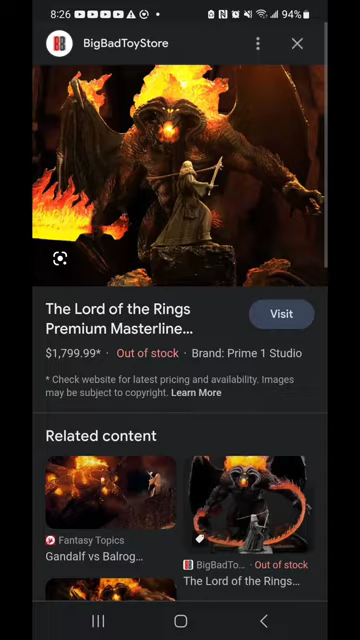 8:26
94%
BB
BigBadToyStore
The Lord of the Rings
Premium Masterline...
Visit
$1,799.99* · Out of stock · Brand: Prime 1 Studio
* Check website for latest pricing and availability. Images
may be subject to copyright. Learn More
Related content
Fantasy Topics
Gandalf vs Balrog...
BigBadTo... · Out of stock
The Lord of the Rings...